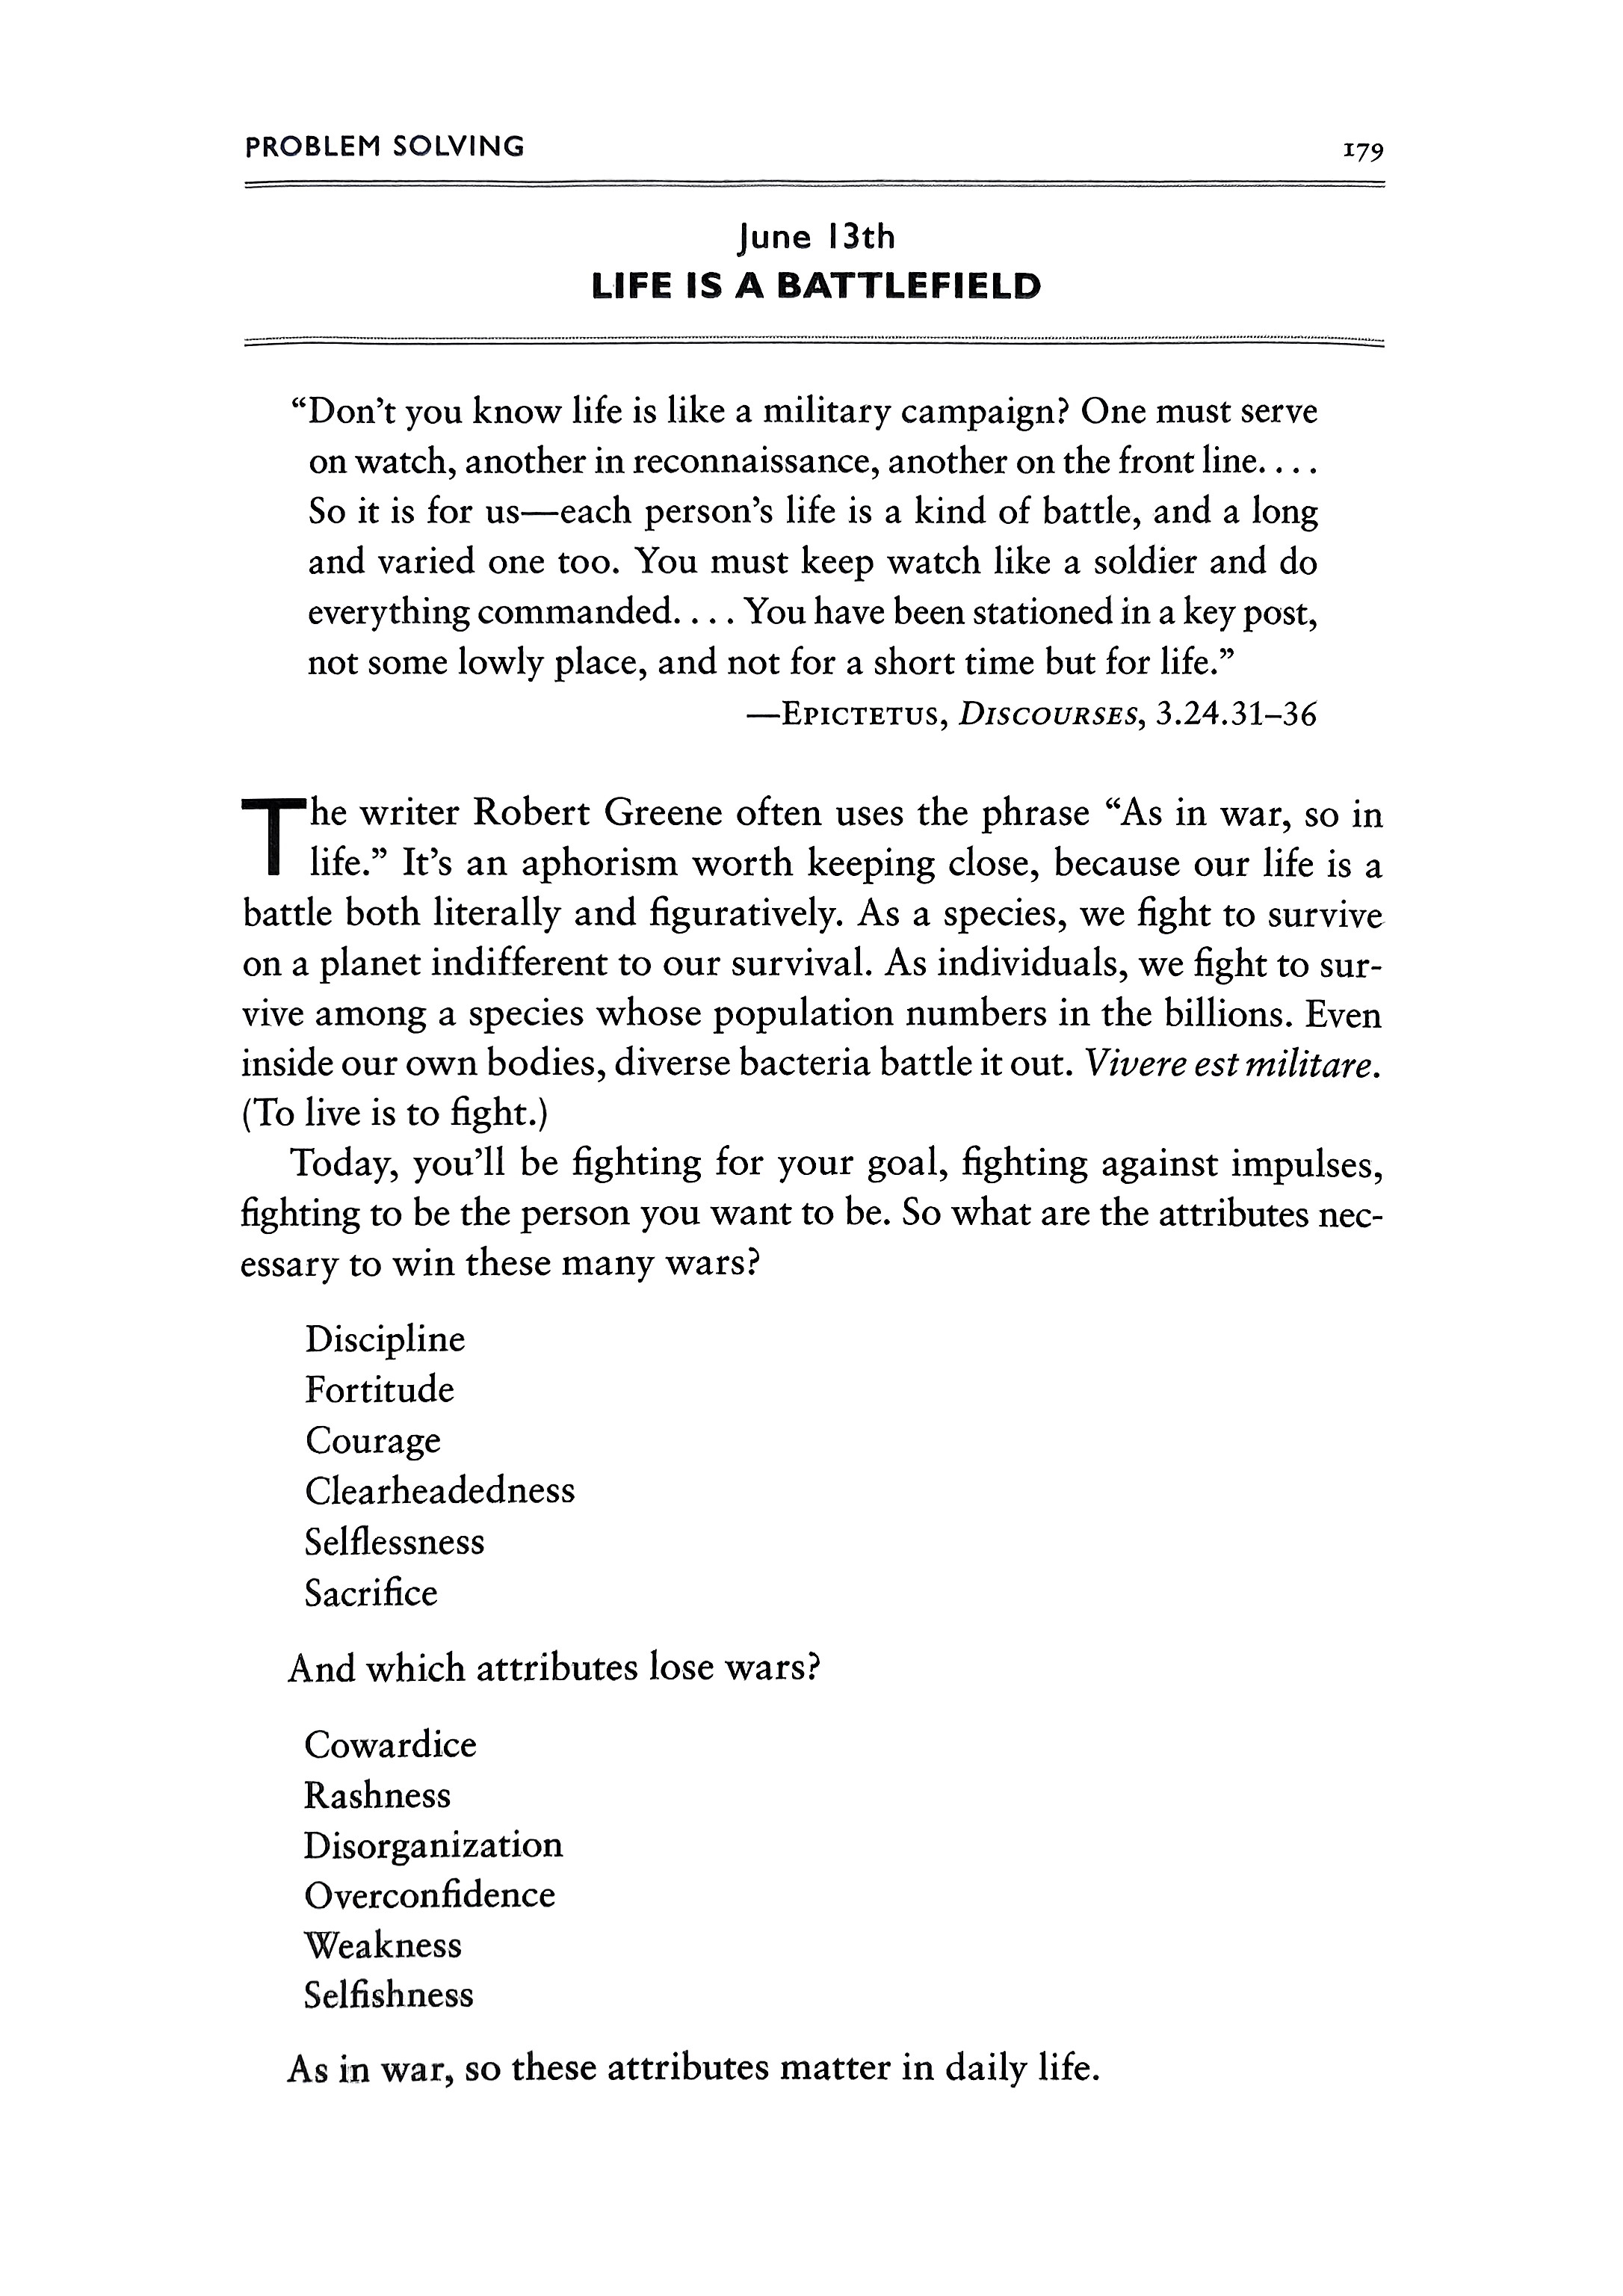 PROBLEM SOLVING 179
June 13th
LIFE IS A BATTLEFIELD
“Don’t you know life is like a military campaign? One must serve
on watch, another in reconnaissance, another on the front line. . . .
So it is for us—each person’s life is a kind of battle, and a long
and varied one too. You must keep watch like a soldier and do
everything commanded. . . . You have been stationed in a key post,
not some lowly place, and not for a short time but for life.”
—EPICTETUS, DISCOURSES, 3.24.31–36
The writer Robert Greene often uses the phrase “As in war, so in
life.” It’s an aphorism worth keeping close, because our life is a
battle both literally and figuratively. As a species, we fight to survive
on a planet indifferent to our survival. As individuals, we fight to sur-
vive among a species whose population numbers in the billions. Even
inside our own bodies, diverse bacteria battle it out. Vivere est militare.
(To live is to fight.)
Today, you’ll be fighting for your goal, fighting against impulses,
fighting to be the person you want to be. So what are the attributes nec-
essary to win these many wars?
Discipline
Fortitude
Courage
Clearheadedness
Selflessness
Sacrifice
And which attributes lose wars?
Cowardice
Rashness
Disorganization
Overconfidence
Weakness
Selfishness
As in war, so these attributes matter in daily life.